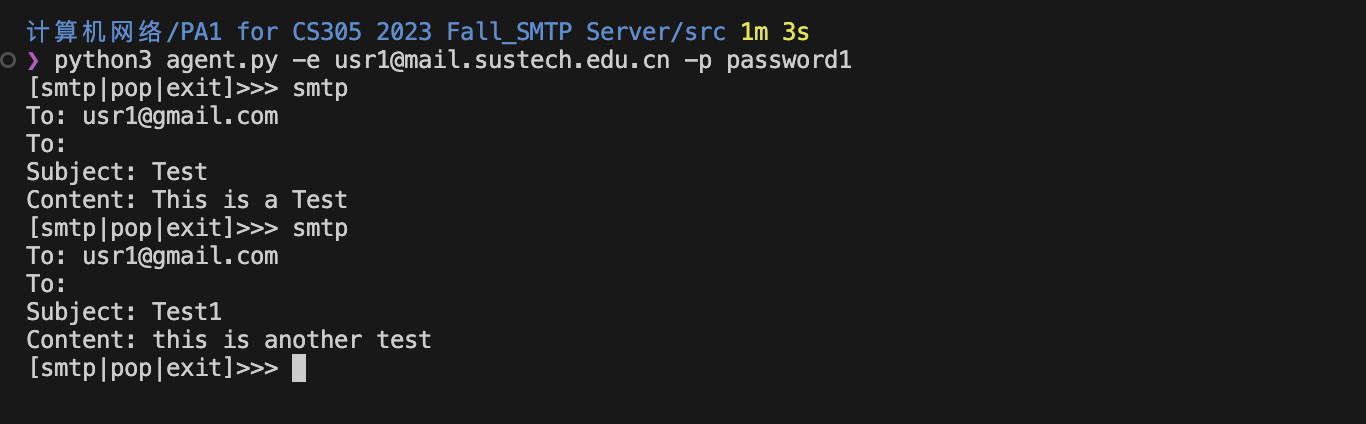 计算机网络/PA1 for CS305 2023 Fall_SMTP Server/src 1m 3s
❯ python3 agent.py -e usr1@mail.sustech.edu.cn -p password1
[smtp|pop|exit]>>> smtp
To: usr1@gmail.com
To:
Subject: Test
Content: This is a Test
[smtp|pop|exit]>>> smtp
To: usr1@gmail.com
To:
Subject: Test1
Content: this is another test
[smtp|pop|exit]>>>